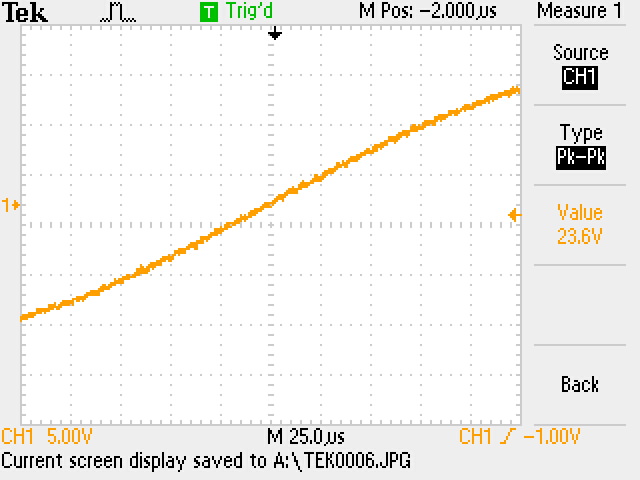 Tek T Trig'd M Pos: -2.000µs Measure 1
Source
CH1
Type
Pk-Pk
1
Value
23.6V
Back
CH1 5.00V M 25.0µs CH1 -1.00V
Current screen display saved to A:\TEK0006.JPG